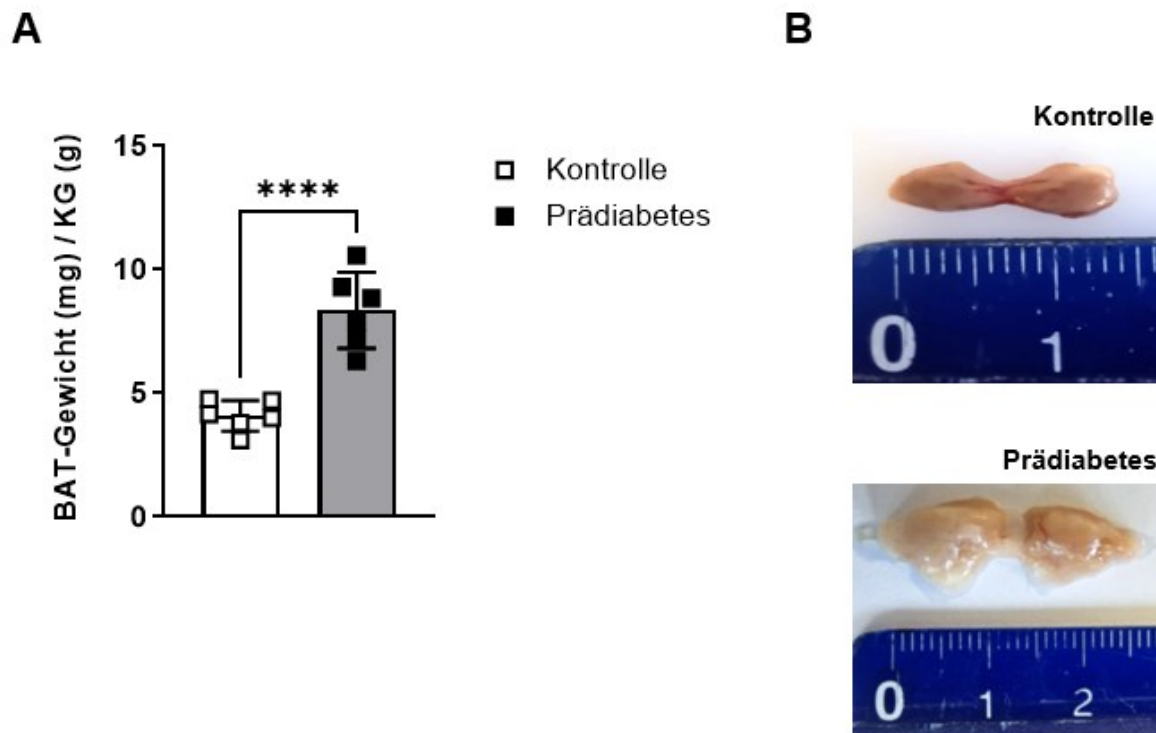 A
BAT-Gewicht (mg) / KG (g)
15
10
5
0
****
Kontrolle
Prädiabetes
B
Kontrolle
0 1
Prädiabetes
0 1 2